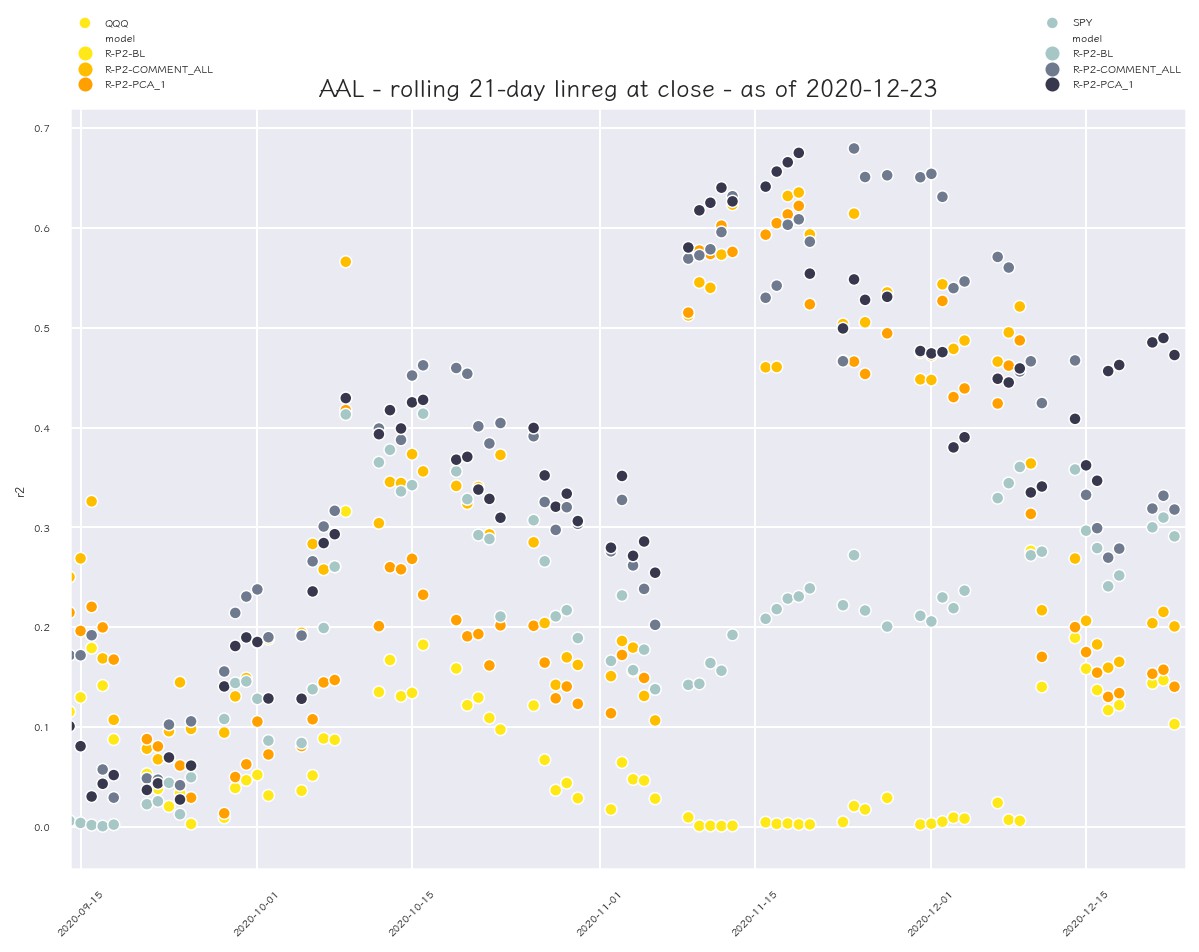 QQQ
model
R-P2-BL
R-P2-COMMENT_ALL
R-P2-PCA_1
SPY
model
R-P2-BL
R-P2-COMMENT_ALL
R-P2-PCA_1
AAL - rolling 21-day linreg at close - as of 2020-12-23
0.7
0.6
0.5
0.4
0.3
0.2
0.1
0.0
r2
2020-09-15
2020-10-01
2020-10-15
2020-11-01
2020-11-15
2020-12-01
2020-12-15